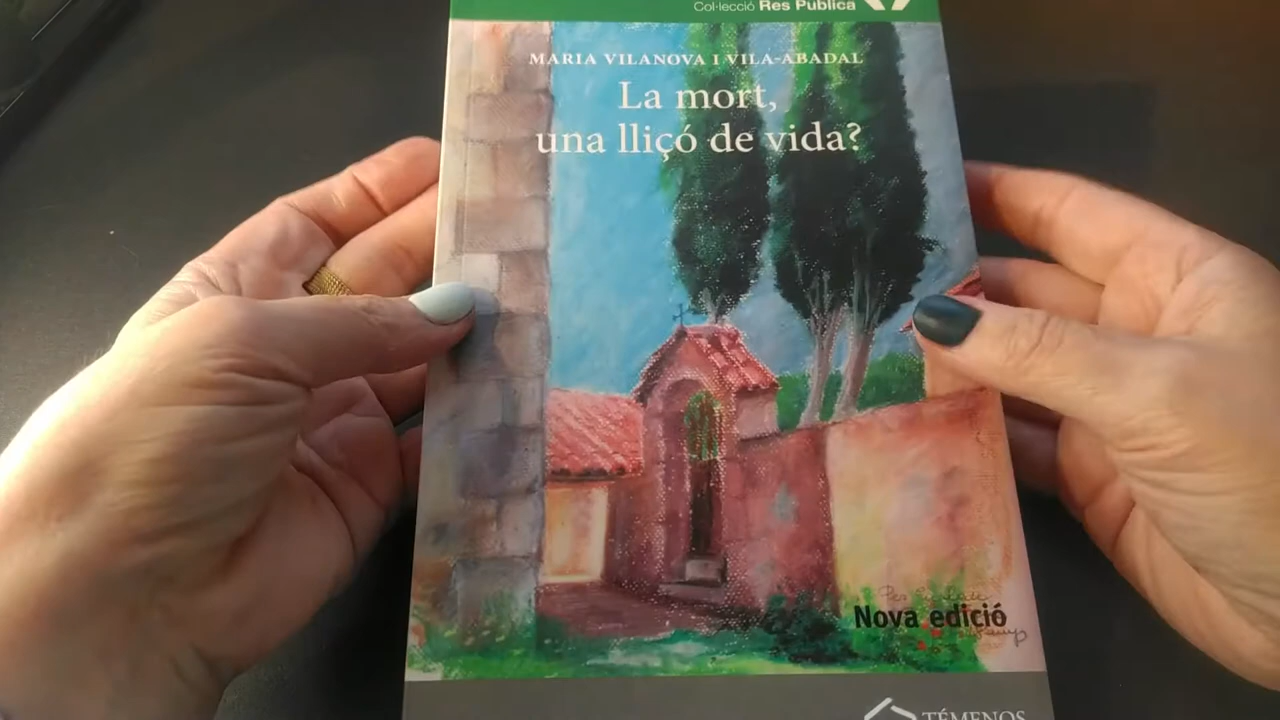 Col·lecció Res Publica
MARIA VILANOVA I VILA-ABADAL
La mort,
una lliçó de vida?
Nova edició
TÉMENOS